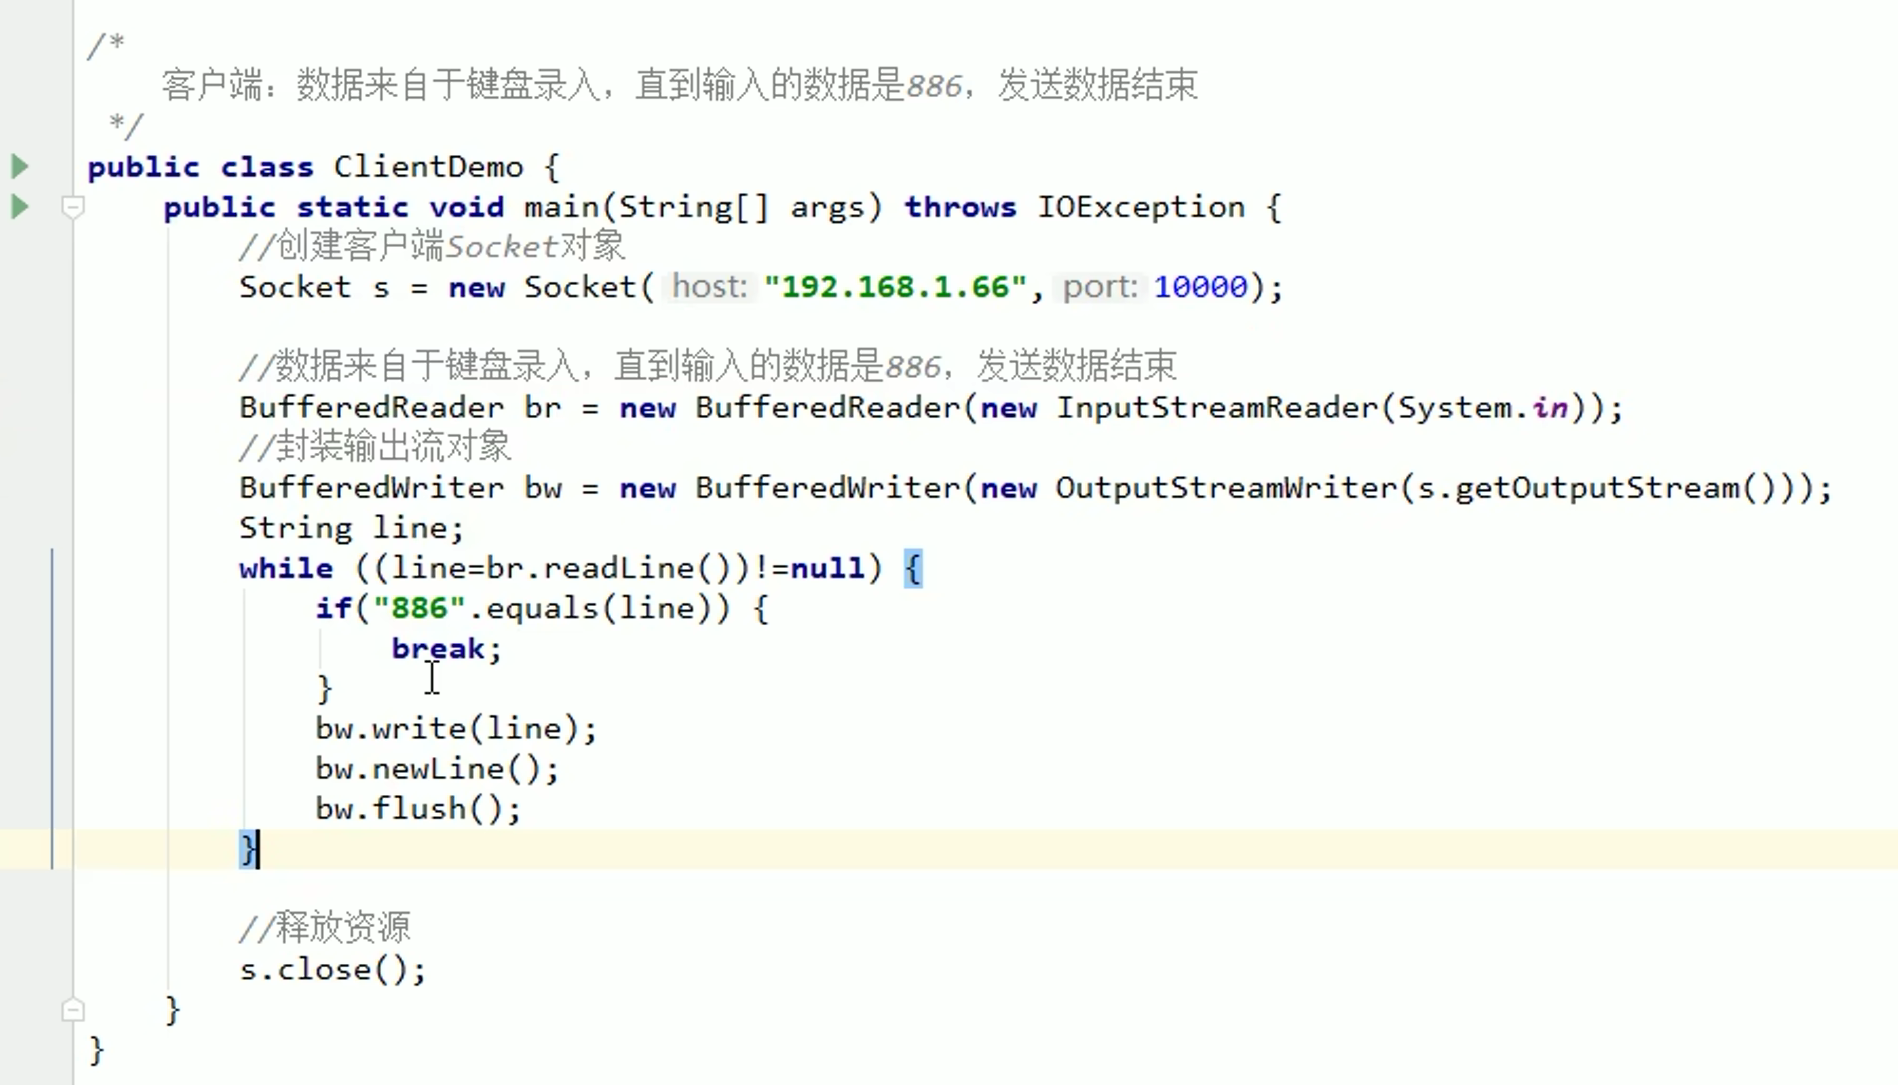 /*
    客户端：数据来自于键盘录入，直到输入的数据是886，发送数据结束
 */
public class ClientDemo {
    public static void main(String[] args) throws IOException {
        //创建客户端Socket对象
        Socket s = new Socket( host: "192.168.1.66", port: 10000);
        //数据来自于键盘录入，直到输入的数据是886，发送数据结束
        BufferedReader br = new BufferedReader(new InputStreamReader(System.in));
        //封装输出流对象
        BufferedWriter bw = new BufferedWriter(new OutputStreamWriter(s.getOutputStream()));
        String line;
        while ((line=br.readLine())!=null) {
            if("886".equals(line)) {
                break;
            }
            bw.write(line);
            bw.newLine();
            bw.flush();
        }
        //释放资源
        s.close();
    }
}